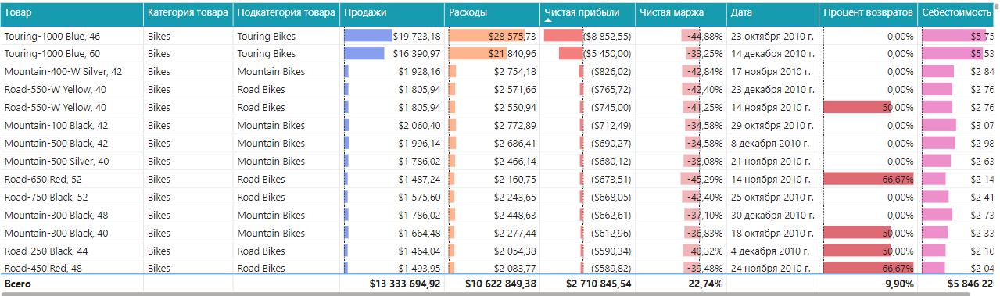 Товар Категория товара Подкатегория товара Продажи Расходы Чистая прибыли Чистая маржа Дата Процент возвратов Себестоимость
Touring-1000 Blue, 46 Bikes Touring Bikes $19 723,18 $28 575,73 ($8 852,55) -44,88% 23 октября 2010 г. 0,00% $5 75
Touring-1000 Blue, 60 Bikes Touring Bikes $16 390,97 $21 840,96 ($5 450,00) -33,25% 14 декабря 2010 г. 0,00% $5 53
Mountain-400-W Silver, 42 Bikes Mountain Bikes $1 928,16 $2 754,18 ($826,02) -42,84% 17 ноября 2010 г. 0,00% $2 84
Road-550-W Yellow, 40 Bikes Road Bikes $1 805,94 $2 571,66 ($765,72) -42,40% 23 декабря 2010 г. 0,00% $2 76
Road-550-W Yellow, 40 Bikes Road Bikes $1 805,94 $2 550,94 ($745,00) -41,25% 14 ноября 2010 г. 50,00% $2 76
Mountain-100 Black, 42 Bikes Mountain Bikes $2 060,40 $2 772,89 ($712,49) -34,58% 29 октября 2010 г. 0,00% $3 07
Mountain-500 Black, 42 Bikes Mountain Bikes $1 996,14 $2 686,41 ($690,27) -34,58% 8 декабря 2010 г. 0,00% $2 98
Mountain-500 Silver, 40 Bikes Mountain Bikes $1 786,02 $2 466,14 ($680,12) -38,08% 21 ноября 2010 г. 0,00% $2 63
Road-650 Red, 52 Bikes Road Bikes $1 487,24 $2 160,75 ($673,51) -45,29% 14 ноября 2010 г. 66,67% $2 14
Road-750 Black, 52 Bikes Road Bikes $1 575,60 $2 243,65 ($668,05) -42,40% 25 октября 2010 г. 0,00% $2 41
Mountain-300 Black, 48 Bikes Mountain Bikes $1 786,02 $2 448,63 ($662,61) -37,10% 30 декабря 2010 г. 0,00% $2 73
Mountain-300 Black, 40 Bikes Mountain Bikes $1 664,48 $2 277,44 ($612,96) -36,83% 18 октября 2010 г. 50,00% $2 33
Road-250 Black, 44 Bikes Road Bikes $1 464,04 $2 054,38 ($590,34) -40,32% 4 декабря 2010 г. 50,00% $2 10
Road-450 Red, 48 Bikes Road Bikes $1 493,95 $2 083,77 ($589,82) -39,48% 24 ноября 2010 г. 66,67% $2 04
Всего $13 333 694,92 $10 622 849,38 $2 710 845,54 22,74% 9,90% $5 846 22